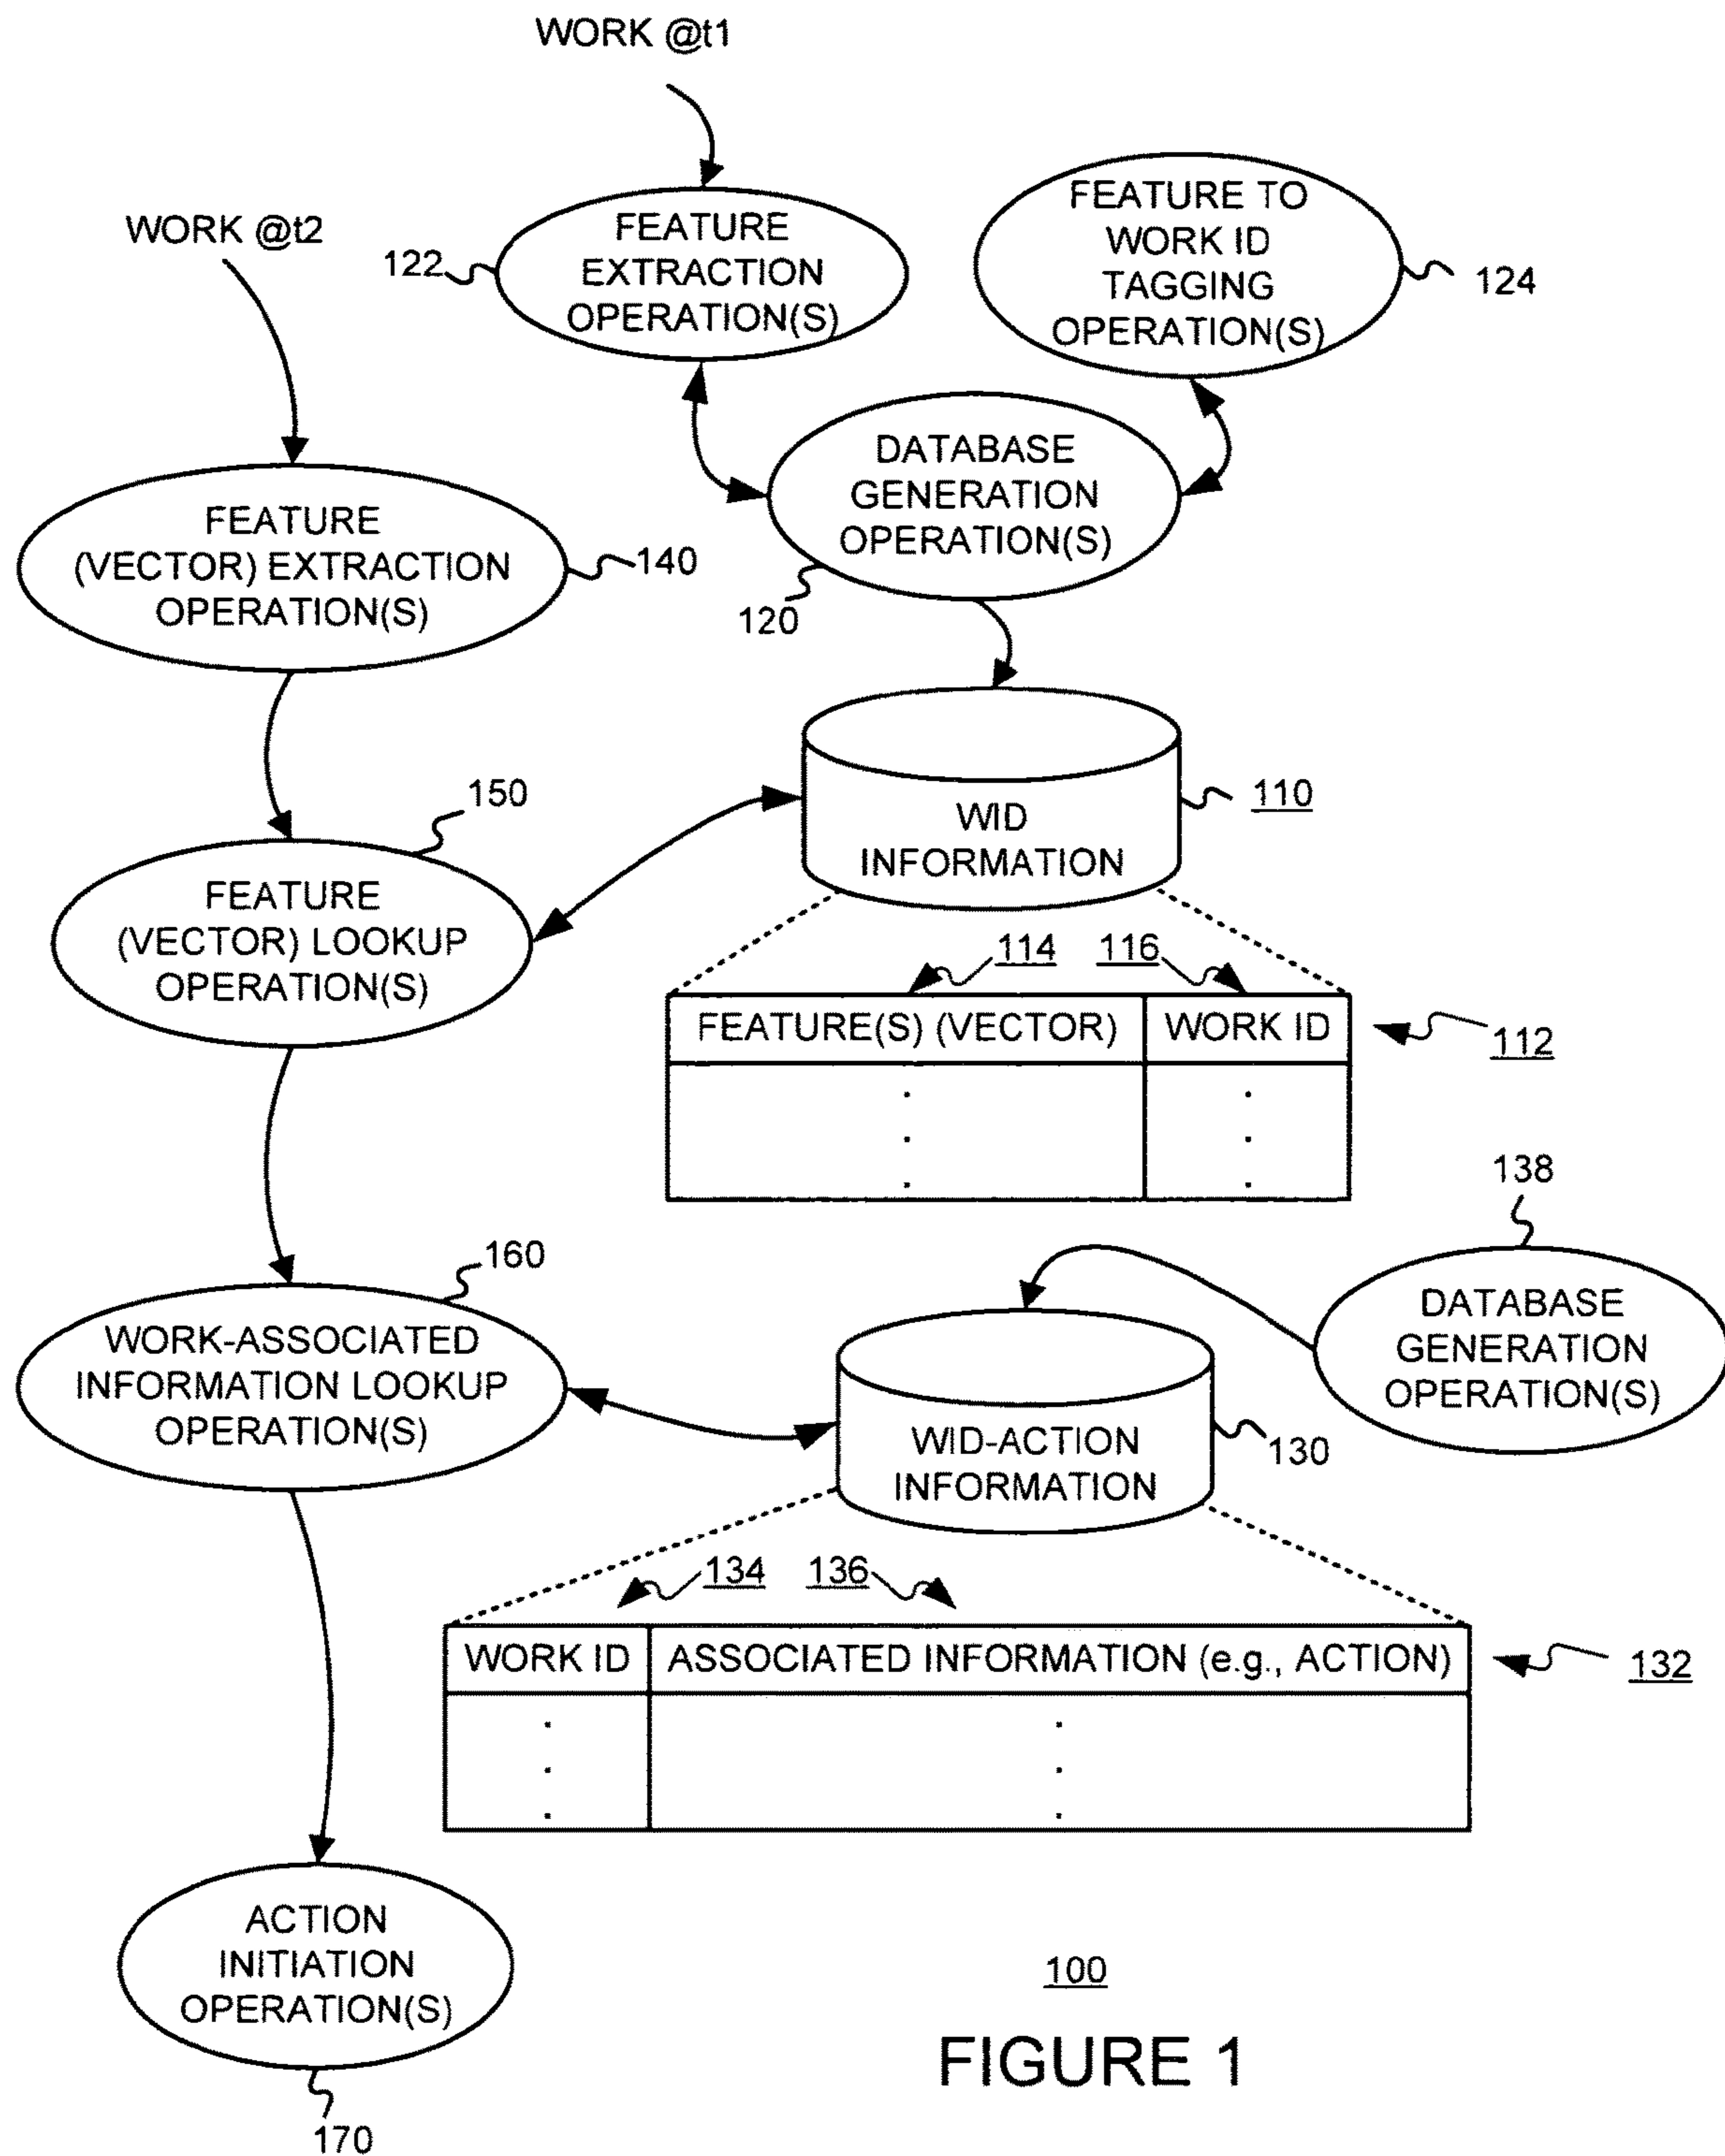 WORK @t1
WORK @t2
122
FEATURE
EXTRACTION
OPERATION(S)
FEATURE TO
WORK ID
TAGGING
OPERATION(S)
124
DATABASE
GENERATION
OPERATION(S)
120
FEATURE
(VECTOR) EXTRACTION
OPERATION(S)
140
WID
INFORMATION
110
150
FEATURE
(VECTOR) LOOKUP
OPERATION(S)
114 116
FEATURE(S) (VECTOR) WORK ID
112
138
DATABASE
GENERATION
OPERATION(S)
160
WORK-ASSOCIATED
INFORMATION LOOKUP
OPERATION(S)
WID-ACTION
INFORMATION
130
134 136
WORK ID ASSOCIATED INFORMATION (e.g., ACTION)
132
ACTION
INITIATION
OPERATION(S)
170
100
FIGURE 1